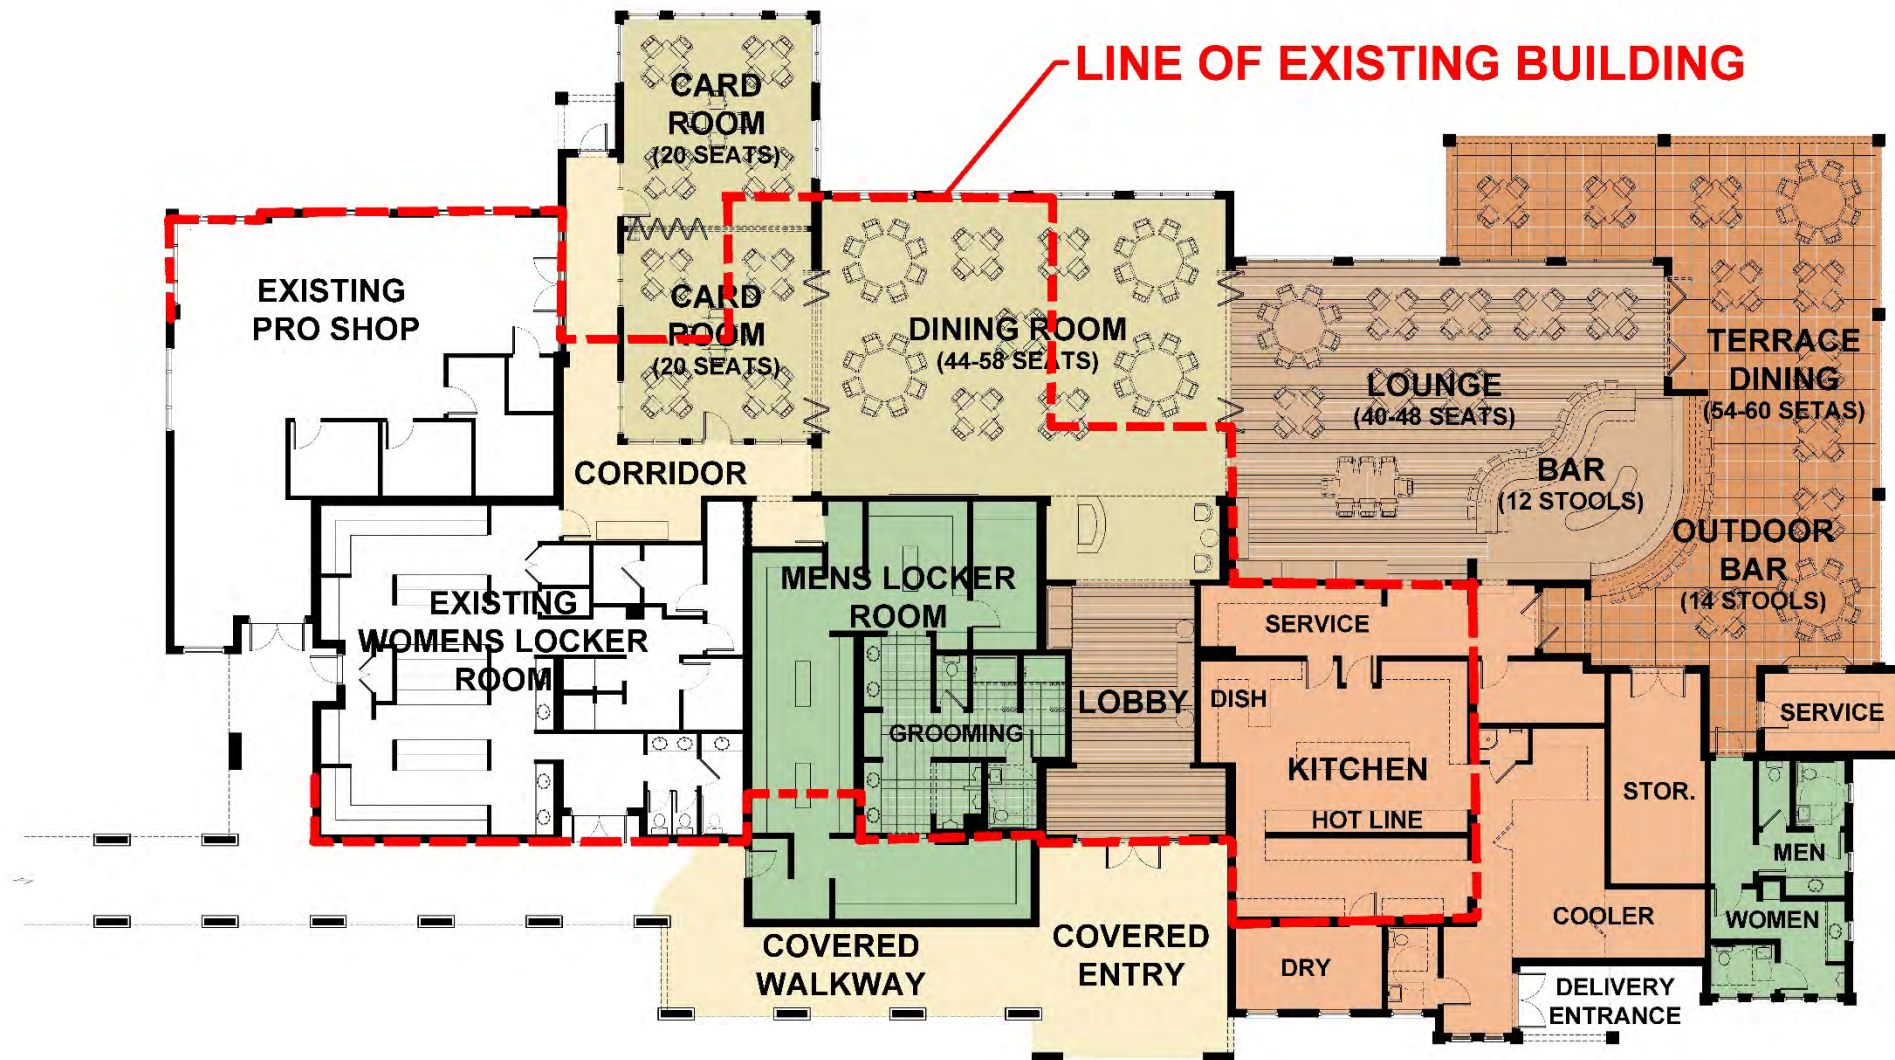 LINE OF EXISTING BUILDING
CARD
ROOM
(20 SEATS)
EXISTING
PRO SHOP
CARD
ROOM
(20 SEATS)
DINING ROOM
(44-58 SEATS)
LOUNGE
(40-48 SEATS)
TERRACE
DINING
(54-60 SETAS)
CORRIDOR
BAR
(12 STOOLS)
OUTDOOR
BAR
(14 STOOLS)
EXISTING
WOMENS LOCKER
ROOM
MENS LOCKER
ROOM
SERVICE
LOBBY
DISH
GROOMING
KITCHEN
HOT LINE
STOR.
SERVICE
MEN
WOMEN
COOLER
COVERED
WALKWAY
COVERED
ENTRY
DRY
DELIVERY
ENTRANCE